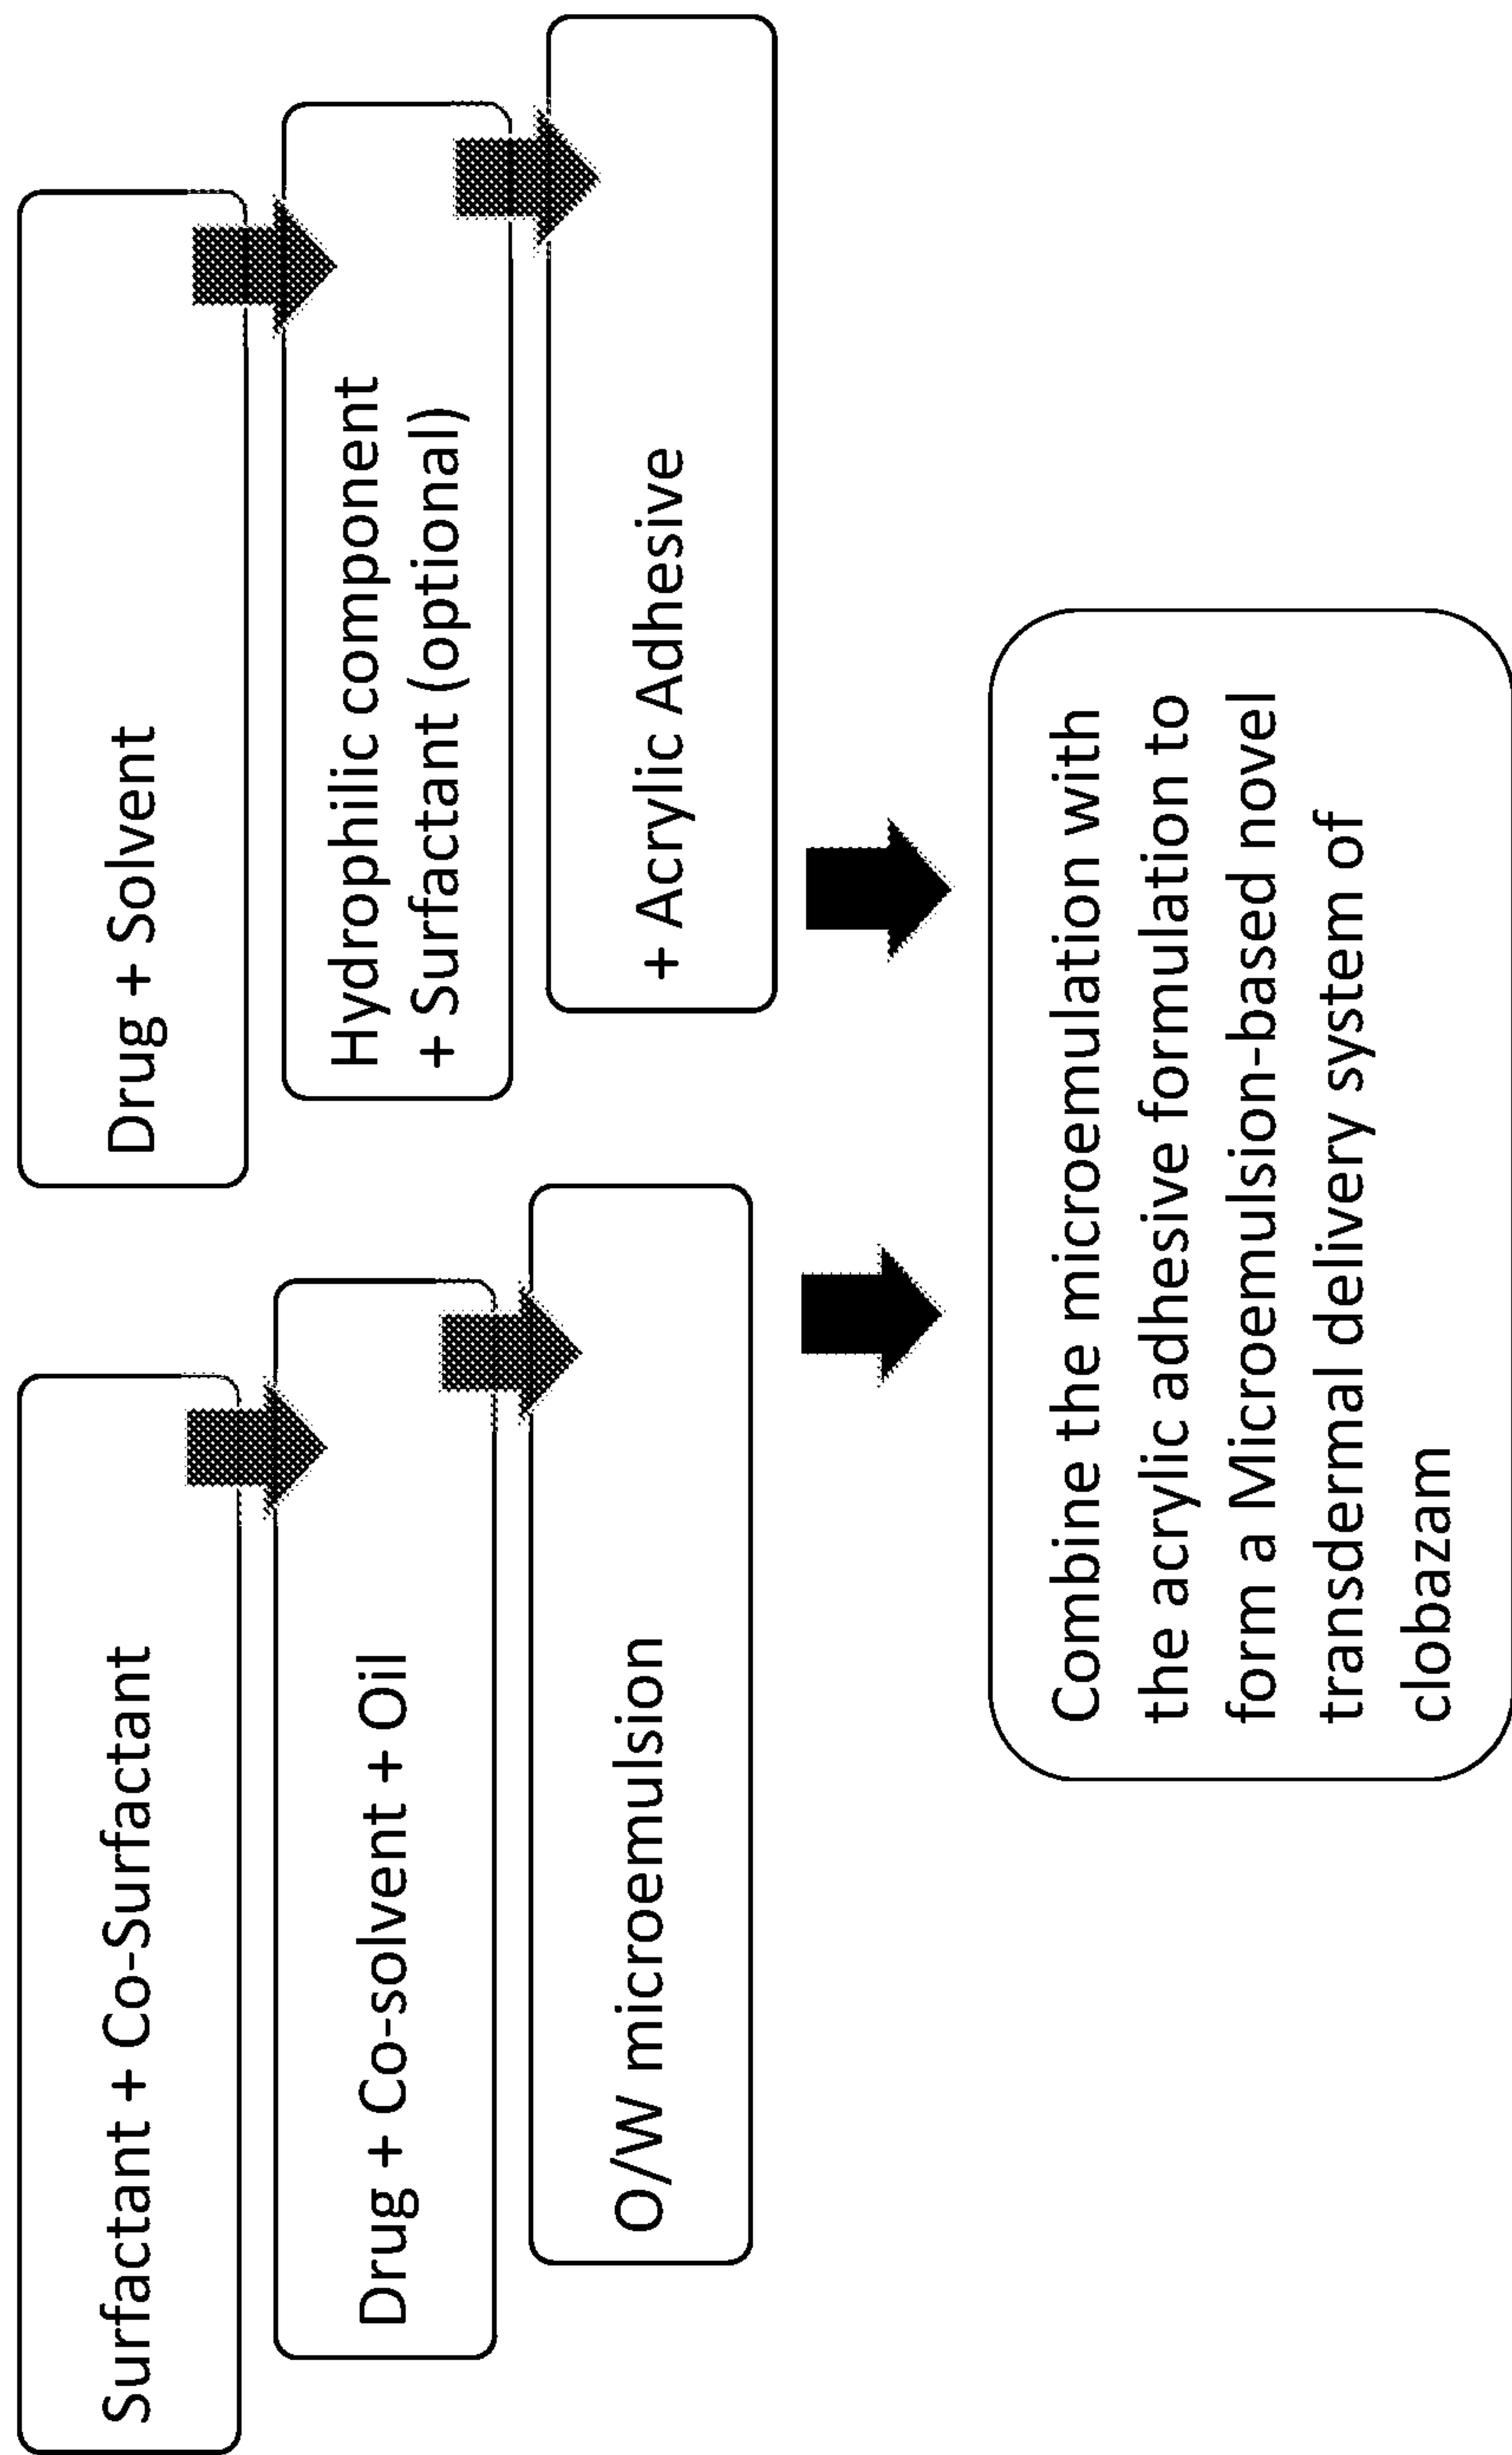 Surfactant + Co-Surfactant
Drug + Co-solvent + Oil
O/W microemulsion
Drug + Solvent
Hydrophilic component
+ Surfactant (optional)
+ Acrylic Adhesive
Combine the microemulation with
the acrylic adhesive formulation to
form a Microemulsion-based novel
transdermal delivery system of
clobazam